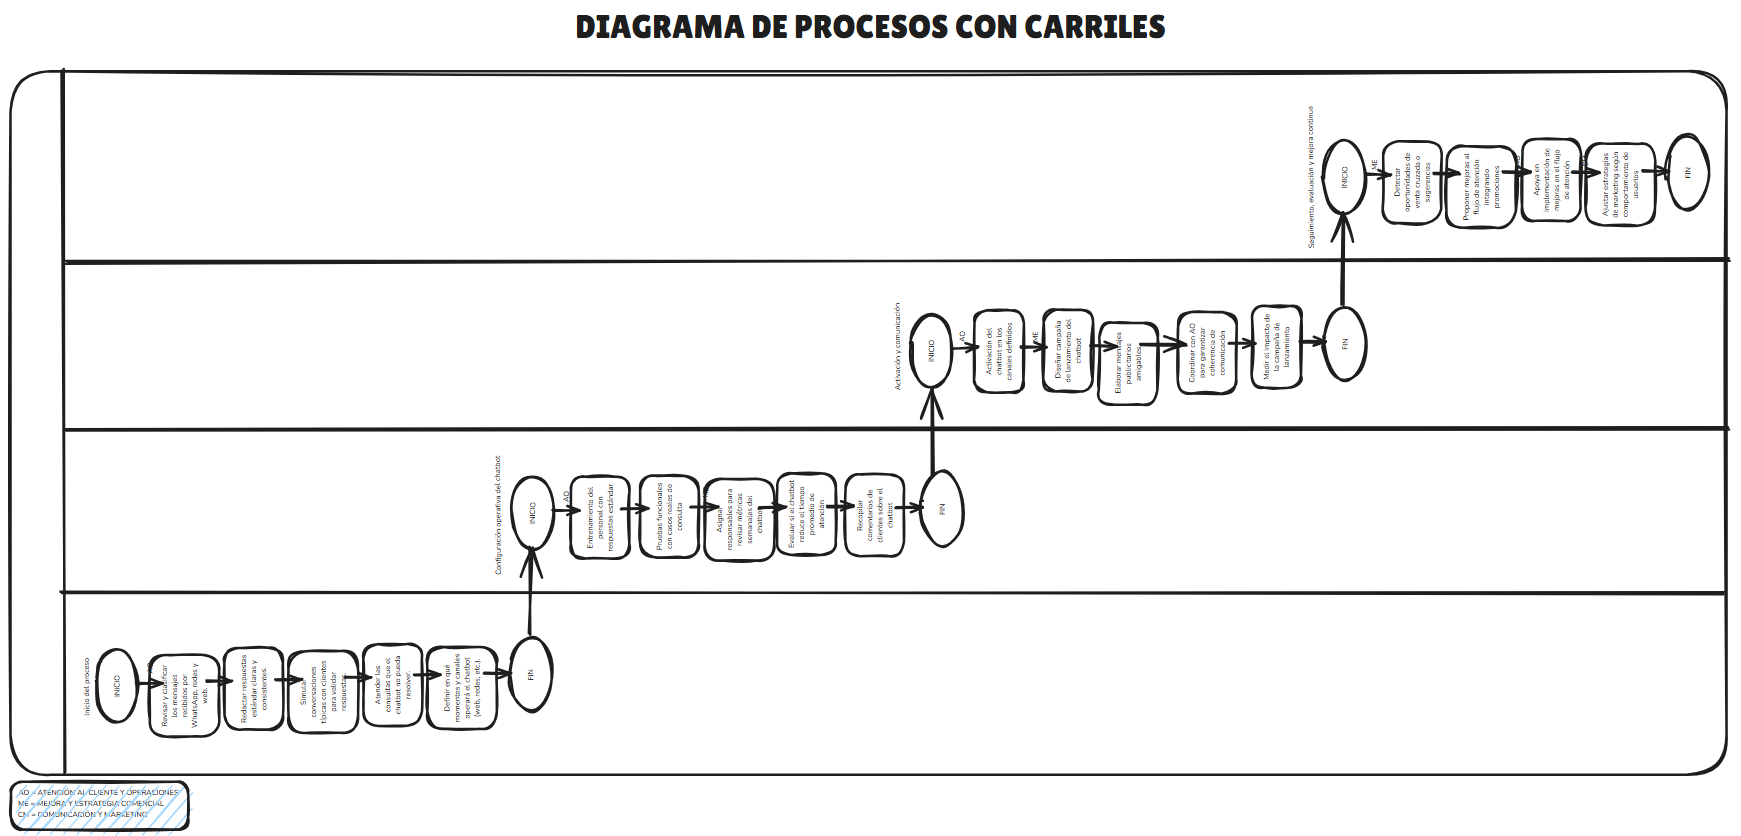 DIAGRAMA DE PROCESOS CON CARRILES
Inicio del proceso
INICIO
AO
Revisar y clasificar
los mensajes
recibidos por
WhatsApp, redes y
web.
Redactar respuestas
estándar claras y
consistentes.
Simular
conversaciones
típicas con clientes
para validar
respuestas.
Atender las
consultas que el
chatbot no pueda
resolver.
Definir en qué
momentos y canales
operará el chatbot
(web, redes, etc.).
FIN
Configuración operativa del chatbot
INICIO
AO
Entrenamiento del
personal con
respuestas estándar
Pruebas funcionales
con casos reales de
consulta
Asignar
responsables para
revisar métricas
semanales del
chatbot
Evaluar si el chatbot
reduce el tiempo
promedio de
atención
Recopilar
comentarios de
clientes sobre el
chatbot
FIN
Activación y comunicación
INICIO
AO
Activación del
chatbot en los
canales definidos
ME
Diseñar campaña
de lanzamiento del
chatbot
Elaborar mensajes
publicitarios
amigables
Coordinar con AO
para garantizar
coherencia de
comunicación
Medir el impacto de
la campaña de
lanzamiento
FIN
Seguimiento, evaluación y mejora continua
INICIO
ME
Detectar
oportunidades de
venta cruzada o
sugerencias
Proponer mejoras al
flujo de atención
integrando
promociones
Apoya en
implementación de
mejoras en el flujo
de atención
Ajustar estrategias
de marketing según
comportamiento de
usuarios
FIN
AO = ATENCIÓN AL CLIENTE Y OPERACIONES
ME = MEJORA Y ESTRATEGIA COMERCIAL
CM = COMUNICACIÓN Y MARKETING